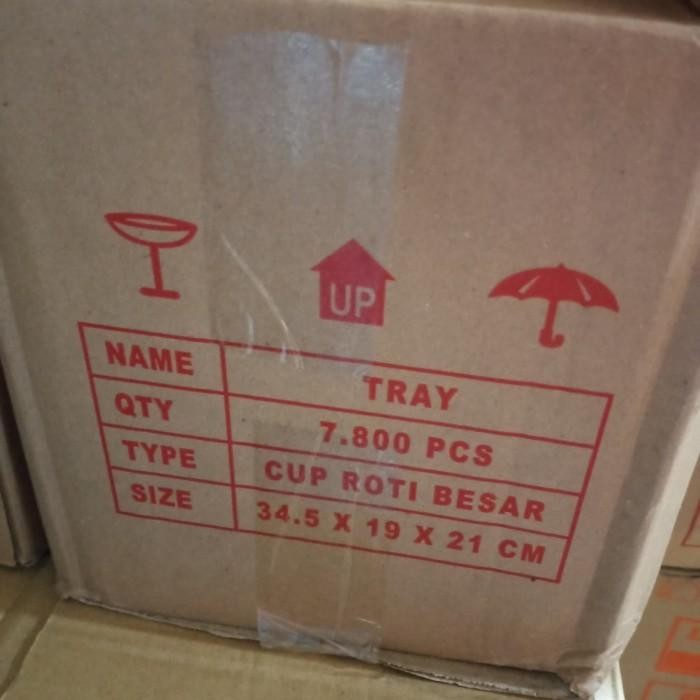 UP
NAME TRAY
QTY 7.800 PCS
TYPE CUP ROTI BESAR
SIZE 34.5 X 19 X 21 CM